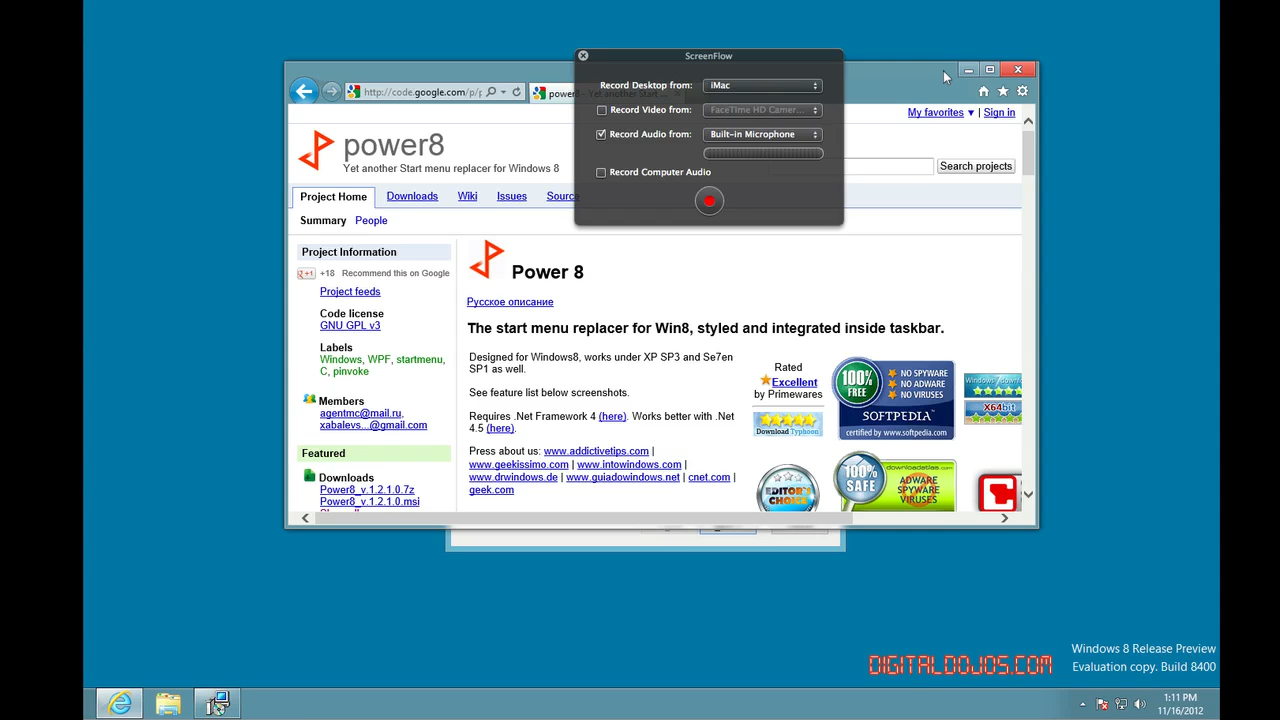 ScreenFlow
Record Desktop from: iMac
Record Video from: FaceTime HD Camer...
Record Audio from: Built-in Microphone
Record Computer Audio
http://code.google.com/p/p
power8 - Yet another Start ...
My favorites ▼ | Sign in
power8
Yet another Start menu replacer for Windows 8
Search projects
Project Home Downloads Wiki Issues Source
Summary People
Project Information
+1 +18 Recommend this on Google
Project feeds
Code license
GNU GPL v3
Labels
Windows, WPF, startmenu,
C, pinvoke
Members
agentmc@mail.ru,
xabalevs...@gmail.com
Featured
Downloads
Power8_v.1.2.1.0.7z
Power8_v.1.2.1.0.msi
Power 8
Русское описание
The start menu replacer for Win8, styled and integrated inside taskbar.
Designed for Windows8, works under XP SP3 and Se7en
SP1 as well.
See feature list below screenshots.
Requires .Net Framework 4 (here). Works better with .Net
4.5 (here).
Press about us: www.addictivetips.com |
www.geekissimo.com | www.intowindows.com |
www.drwindows.de | www.guiadowindows.net | cnet.com |
geek.com
Rated
Excellent
by Primewares
Download Typhoon
100%
FREE
NO SPYWARE
NO ADWARE
NO VIRUSES
SOFTPEDIA
certified by www.softpedia.com
X64bit
EDITOR'S
CHOICE
100%
SAFE
downloadatlas.com
ADWARE
SPYWARE
VIRUSES
DIGITALDOJOS.COM
Windows 8 Release Preview
Evaluation copy. Build 8400
1:11 PM
11/16/2012